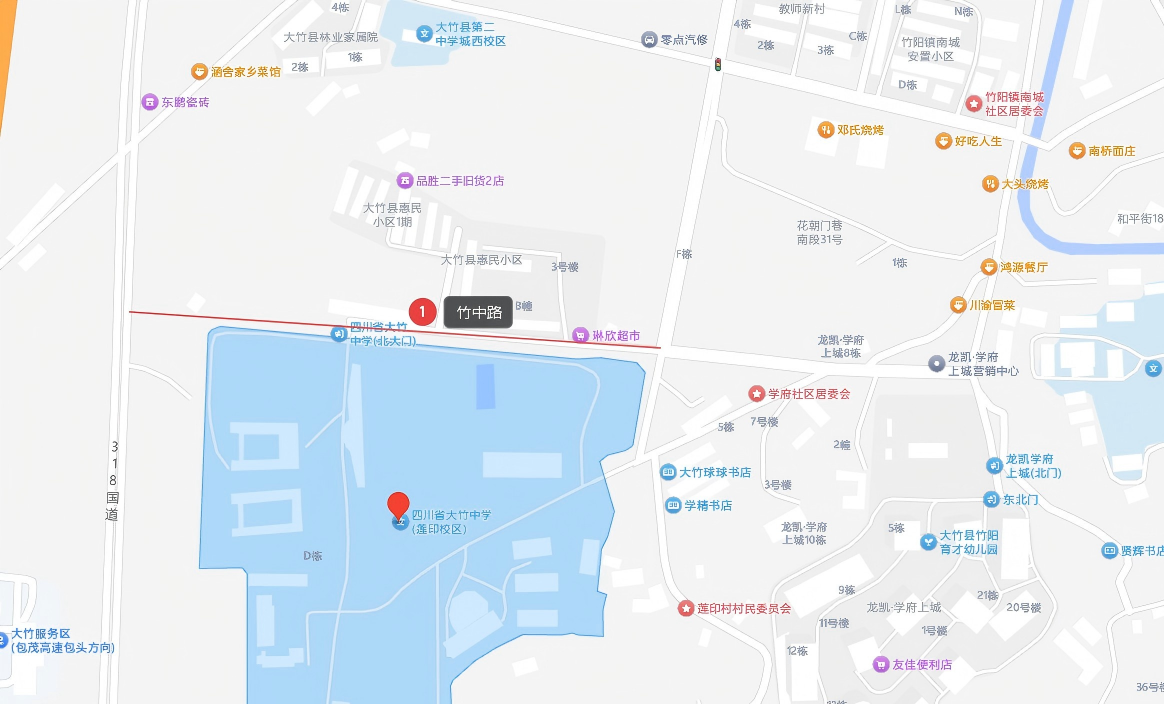 4栋
大竹县第二
中学城西校区
大竹县林业家属院
2栋
1栋
涵舍家乡菜馆
东鹏瓷砖
零点汽修
4栋
教师新村
2栋
3栋
C栋
L栋
N栋
竹阳镇南城
安置小区
D栋
竹阳镇南城
社区居委会
邓氏烧烤
好吃人生
南桥面庄
大头烧烤
和平街18
品胜二手旧货2店
大竹县惠民
小区1期
大竹县惠民小区
3号楼
B幢
F栋
花朝门巷
南段31号
1栋
鸿源餐厅
川渝冒菜
1
竹中路
四川省大竹
中学(北大门)
琳欣超市
龙凯·学府
上城8栋
龙凯·学府
上城营销中心
学府社区居委会
5栋
7号楼
2幢
318国道
大竹球球书店
学精书店
3号楼
龙凯学府
上城(北门)
东北门
四川省大竹中学
(莲印校区)
D栋
龙凯·学府
上城10栋
5栋
大竹县竹阳
育才幼儿园
贤辉书店
莲印村村民委员会
9栋
龙凯·学府上城
21栋
20号楼
11号楼
1号楼
12栋
友佳便利店
大竹服务区
(包茂高速包头方向)
36号